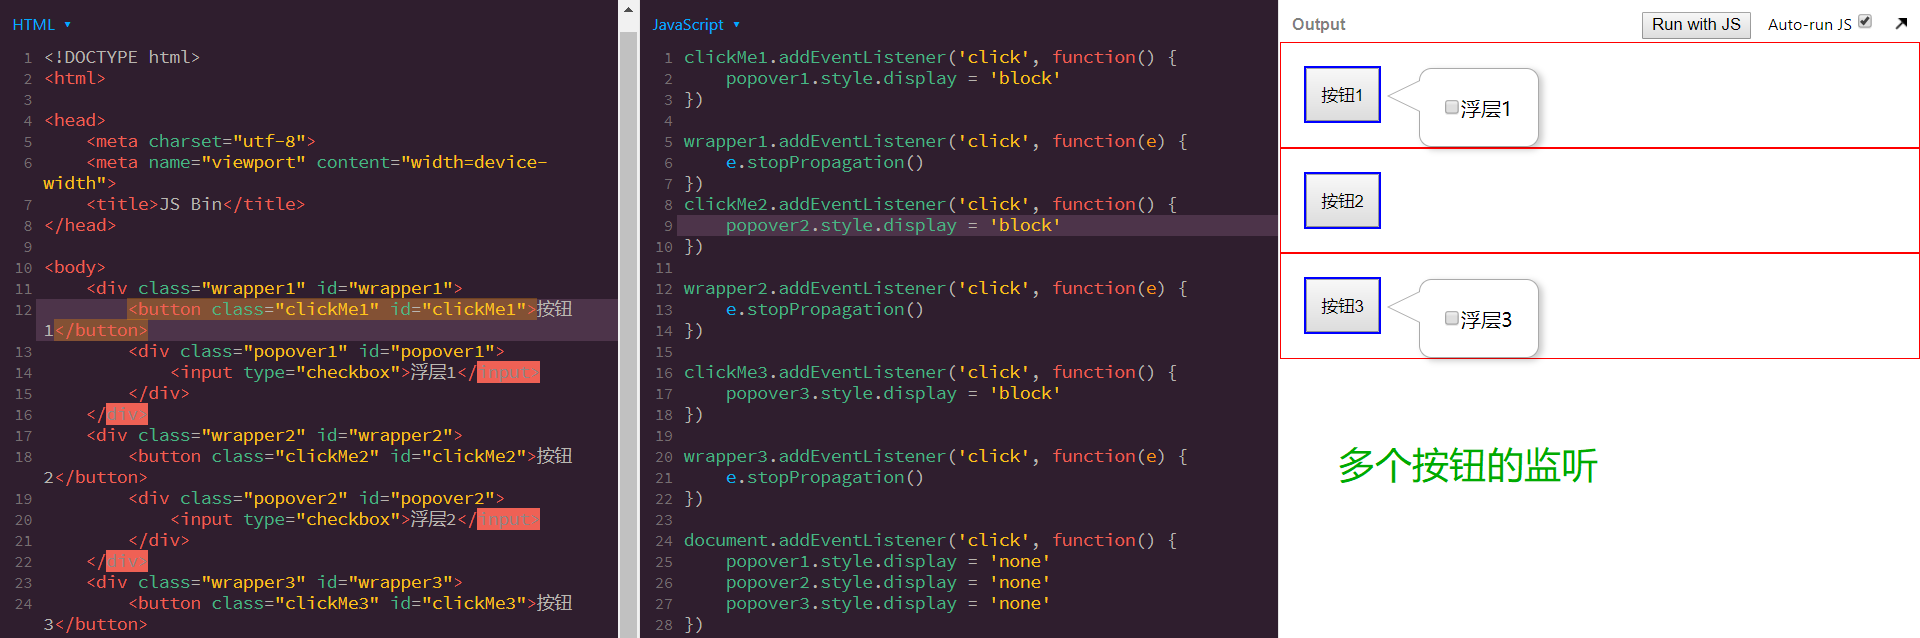 HTML ▼
1 <!DOCTYPE html>
2 <html>
3
4 <head>
5 <meta charset="utf-8">
6 <meta name="viewport" content="width=device-
width">
7 <title>JS Bin</title>
8 </head>
9
10 <body>
11 <div class="wrapper1" id="wrapper1">
12 <button class="clickMe1" id="clickMe1">按钮
1</button>
13 <div class="popover1" id="popover1">
14 <input type="checkbox">浮层1</input>
15 </div>
16 </div>
17 <div class="wrapper2" id="wrapper2">
18 <button class="clickMe2" id="clickMe2">按钮
2</button>
19 <div class="popover2" id="popover2">
20 <input type="checkbox">浮层2</input>
21 </div>
22 </div>
23 <div class="wrapper3" id="wrapper3">
24 <button class="clickMe3" id="clickMe3">按钮
3</button>
JavaScript ▼
1 clickMe1.addEventListener('click', function() {
2 popover1.style.display = 'block'
3 })
4
5 wrapper1.addEventListener('click', function(e) {
6 e.stopPropagation()
7 })
8 clickMe2.addEventListener('click', function() {
9 popover2.style.display = 'block'
10 })
11
12 wrapper2.addEventListener('click', function(e) {
13 e.stopPropagation()
14 })
15
16 clickMe3.addEventListener('click', function() {
17 popover3.style.display = 'block'
18 })
19
20 wrapper3.addEventListener('click', function(e) {
21 e.stopPropagation()
22 })
23
24 document.addEventListener('click', function() {
25 popover1.style.display = 'none'
26 popover2.style.display = 'none'
27 popover3.style.display = 'none'
28 })
Output
Run with JS
Auto-run JS
按钮1
浮层1
按钮2
按钮3
浮层3
多个按钮的监听